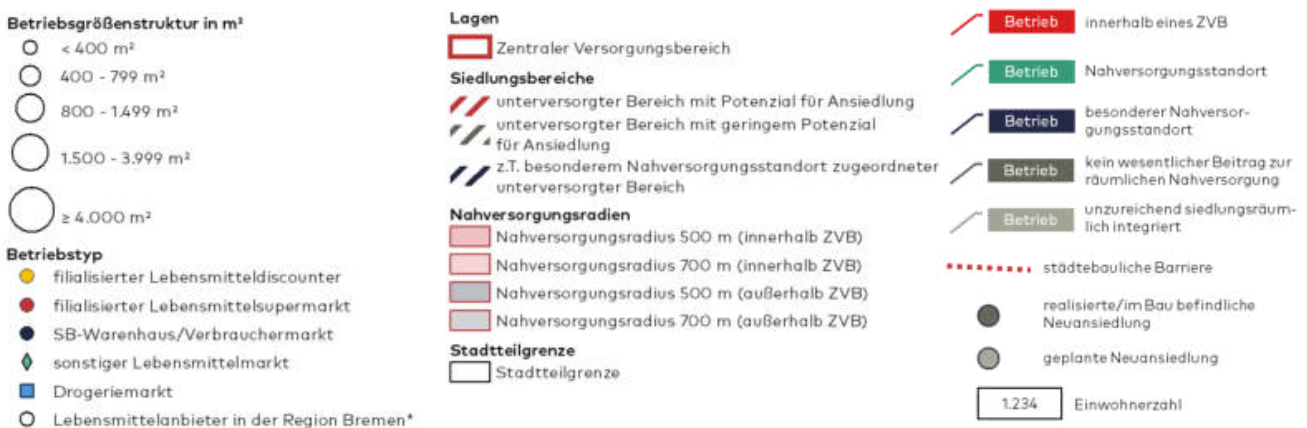 Betriebsgrößenstruktur in m²
< 400 m²
400 - 799 m²
800 - 1.499 m²
1.500 - 3.999 m²
≥ 4.000 m²
Betriebstyp
filialisierter Lebensmitteldiscounter
filialisierter Lebensmittelsupermarkt
SB-Warenhaus/Verbrauchermarkt
sonstiger Lebensmittelmarkt
Drogeriemarkt
Lebensmittelanbieter in der Region Bremen*
Lagen
Zentraler Versorgungsbereich
Siedlungsbereiche
unterversorgter Bereich mit Potenzial für Ansiedlung
unterversorgter Bereich mit geringem Potenzial
für Ansiedlung
z.T. besonderem Nahversorgungsstandort zugeordneter
unterversorgter Bereich
Nahversorgungsradien
Nahversorgungsradius 500 m (innerhalb ZVB)
Nahversorgungsradius 700 m (innerhalb ZVB)
Nahversorgungsradius 500 m (außerhalb ZVB)
Nahversorgungsradius 700 m (außerhalb ZVB)
Stadtteilgrenze
Stadtteilgrenze
Betrieb innerhalb eines ZVB
Betrieb Nahversorgungsstandort
Betrieb besonderer Nahversor-
gungsstandort
Betrieb kein wesentlicher Beitrag zur
räumlichen Nahversorgung
Betrieb unzureichend siedlungsräum-
lich integriert
städtebauliche Barriere
realisierte/im Bau befindliche
Neuansiedlung
geplante Neuansiedlung
1.234 Einwohnerzahl